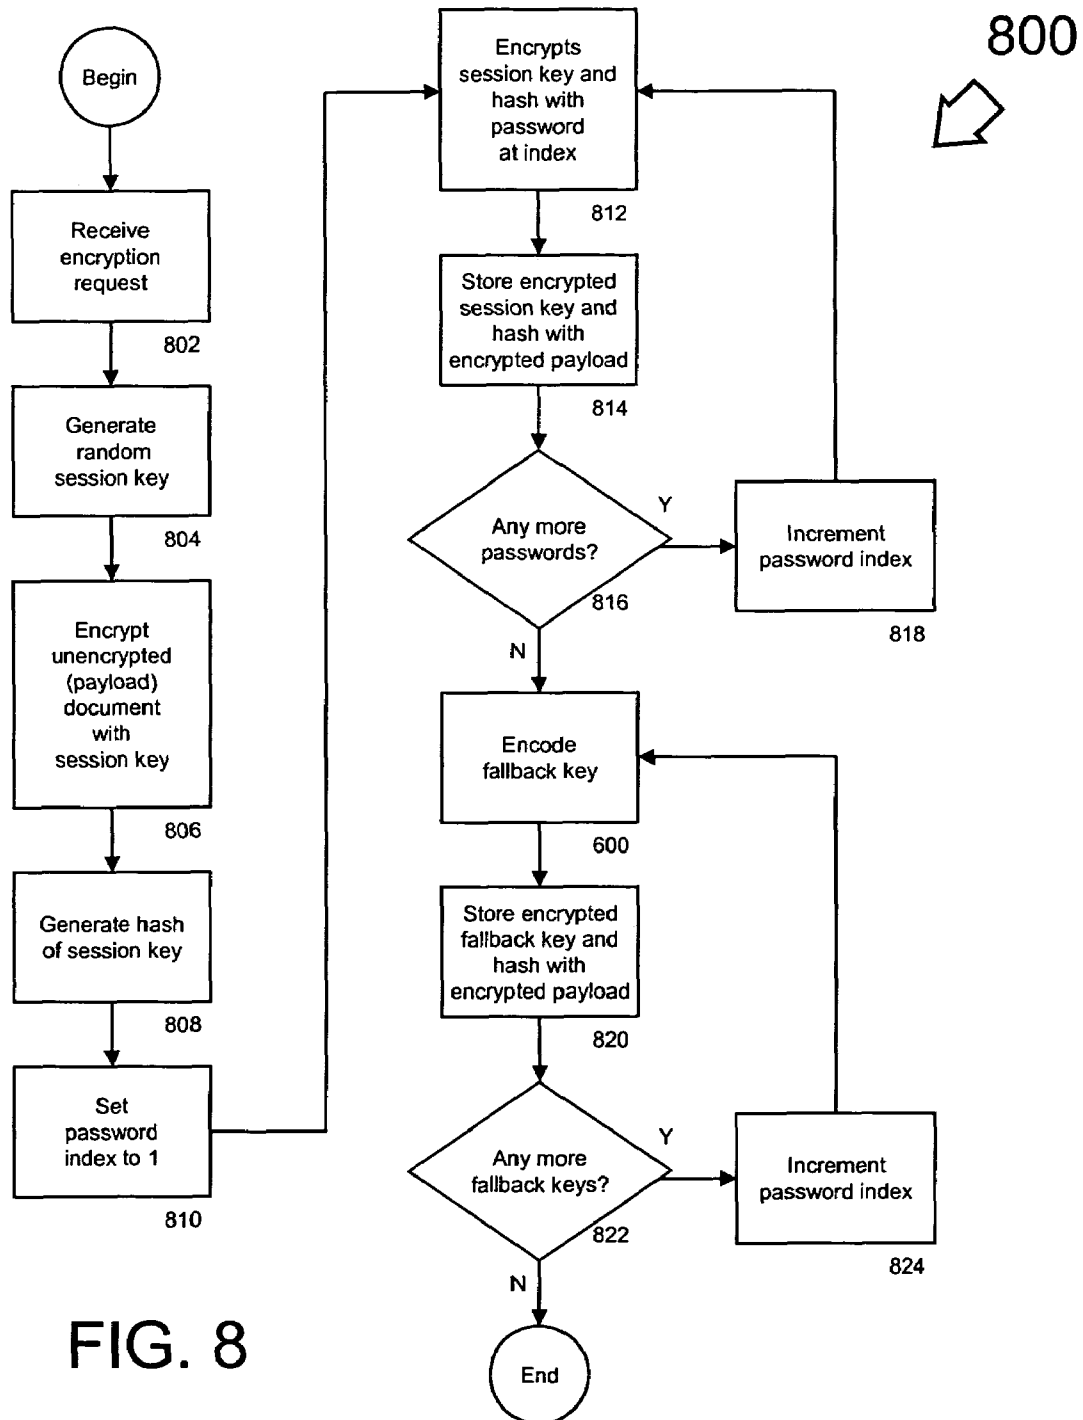 800
Begin
Receive
encryption
request
802
Generate
random
session key
804
Encrypt
unencrypted
(payload)
document
with
session key
806
Generate hash
of session key
808
Set
password
index to 1
810
Encrypts
session key and
hash with
password
at index
812
Store encrypted
session key and
hash with
encrypted payload
814
Any more
passwords?
816
Y
N
Increment
password index
818
Encode
fallback key
600
Store encrypted
fallback key and
hash with
encrypted payload
820
Any more
fallback keys?
822
Y
N
Increment
password index
824
End
FIG. 8